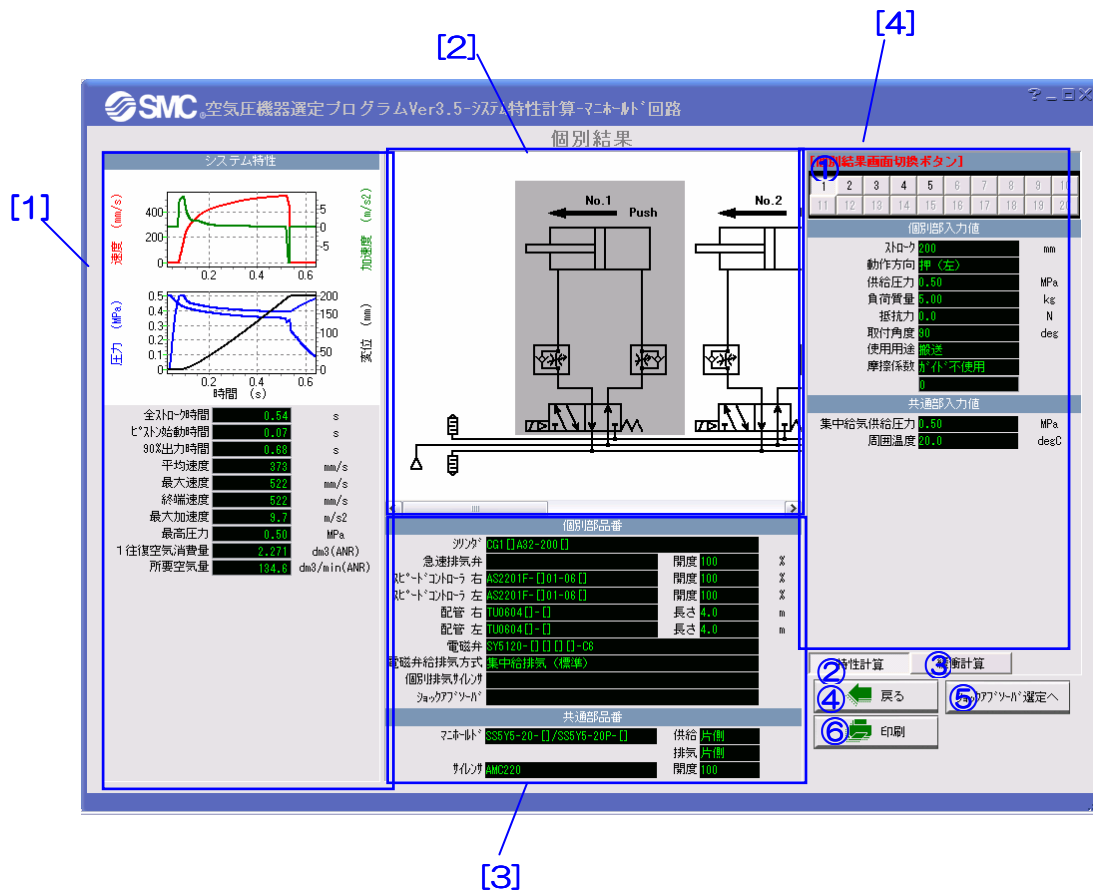 [2]
[4]
[1]
[3]
SMC 空気圧機器選定プログラムVer3.5-システム特性計算-マニホールド回路
個別結果
システム特性
速度 (mm/s)
400
200
0
5
0
-5
加速度 (m/s2)
0.2 0.4 0.6
圧力 (MPa)
0.5
0.4
0.3
0.2
0.1
0
200
150
100
50
0
変位 (mm)
0.2 0.4 0.6
時間 (s)
全ストローク時間 0.54 s
ピストン始動時間 0.07 s
90%出力時間 0.68 s
平均速度 373 mm/s
最大速度 522 mm/s
終端速度 522 mm/s
最大加速度 9.7 m/s2
最高圧力 0.50 MPa
1往復空気消費量 2.271 dm3(ANR)
所要空気量 134.6 dm3/min(ANR)
No.1
Push
No.2
個別部品番
シリンダ CG1[]A32-200[]
急速排気弁 開度 100 %
スピードコントローラ 右 AS2201F-[]01-06[] 開度 100 %
スピードコントローラ 左 AS2201F-[]01-06[] 開度 100 %
配管 右 TU0604[]-[] 長さ 4.0 m
配管 左 TU0604[]-[] 長さ 4.0 m
電磁弁 SY5120-[][][][]-C6
電磁弁給排気方式 集中給排気（標準）
個別排気サイレンサ
ショックアブソーバ
共通部品番
マニホールド SS5Y5-20-[]/SS5Y5-20P-[] 供給 片側
排気 片側
サイレンサ AMC220 開度 100
[個別結果画面切換ボタン]
①
1 2 3 4 5 6 7 8 9 10
11 12 13 14 15 16 17 18 19 20
個別部入力値
ストローク 200 mm
動作方向 押（左）
供給圧力 0.50 MPa
負荷質量 5.00 kg
抵抗力 0.0 N
取付角度 90 deg
使用用途 搬送
摩擦係数 ガイド不使用
0
共通部入力値
集中給気供給圧力 0.50 MPa
周囲温度 20.0 degC
② 特性計算 ③ 計算
④ 戻る ⑤ ショックアブソーバ選定へ
⑥ 印刷